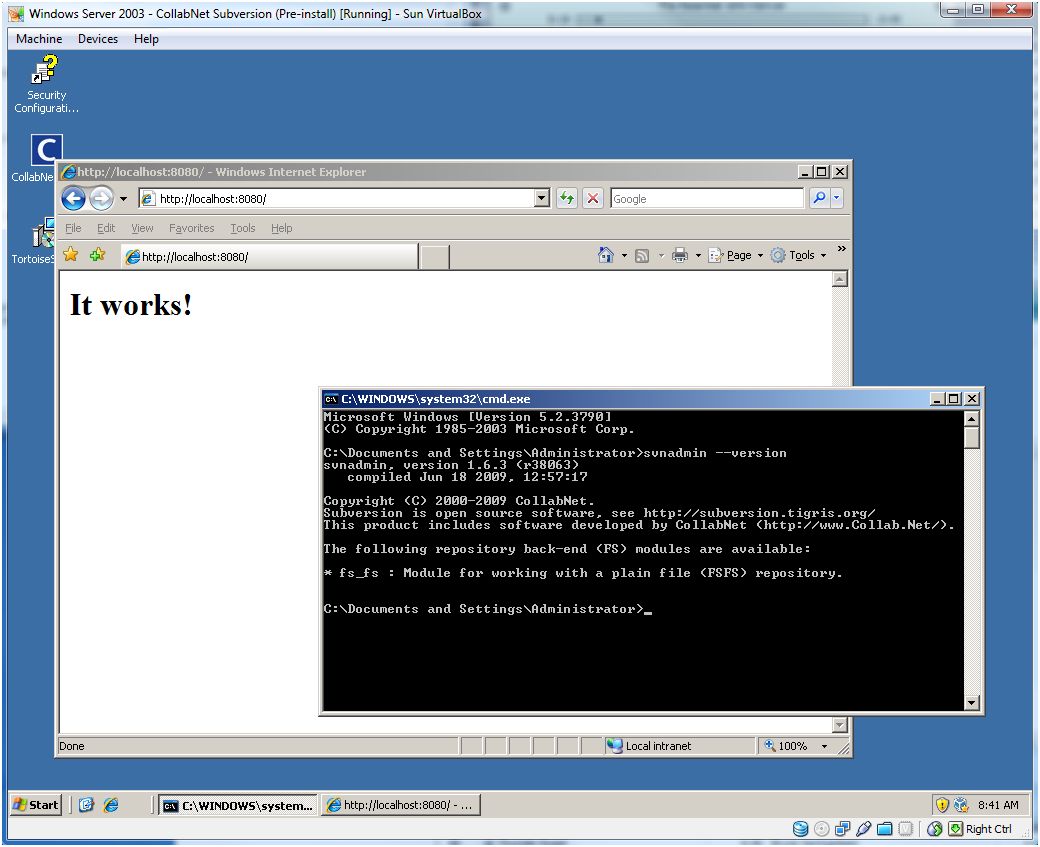 Windows Server 2003 - CollabNet Subversion (Pre-install) [Running] - Sun VirtualBox
Machine Devices Help
Security
Configurati...
CollabNe
TortoiseS
http://localhost:8080/ - Windows Internet Explorer
http://localhost:8080/
Google
File Edit View Favorites Tools Help
http://localhost:8080/
Page Tools
It works!
C:\WINDOWS\system32\cmd.exe
Microsoft Windows [Version 5.2.3790]
(C) Copyright 1985-2003 Microsoft Corp.
C:\Documents and Settings\Administrator>svnadmin --version
svnadmin, version 1.6.3 (r38063)
compiled Jun 18 2009, 12:57:17
Copyright (C) 2000-2009 CollabNet.
Subversion is open source software, see http://subversion.tigris.org/
This product includes software developed by CollabNet (http://www.Collab.Net/).
The following repository back-end (FS) modules are available:
* fs_fs : Module for working with a plain file (FSFS) repository.
C:\Documents and Settings\Administrator>_
Done Local intranet 100%
Start C:\WINDOWS\system... http://localhost:8080/ - ... 8:41 AM
Right Ctrl